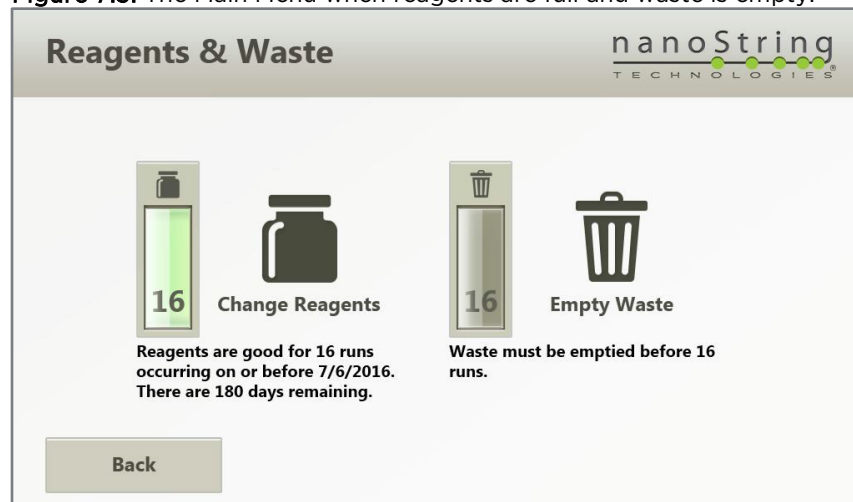 Figure 7.3: The Main Menu when reagents are full and waste is empty.
Reagents & Waste
nanoString
TECHNOLOGIES®
16
Change Reagents
Reagents are good for 16 runs
occurring on or before 7/6/2016.
There are 180 days remaining.
16
Empty Waste
Waste must be emptied before 16
runs.
Back